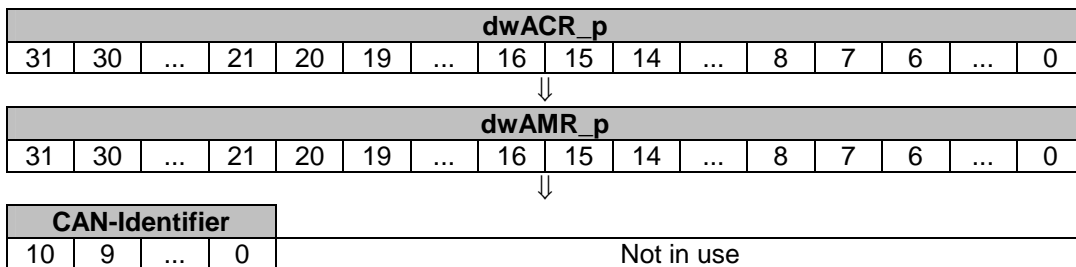 dwACR_p
31 30 ... 21 20 19 ... 16 15 14 ... 8 7 6 ... 0
⇓
dwAMR_p
31 30 ... 21 20 19 ... 16 15 14 ... 8 7 6 ... 0
⇓
CAN-Identifier
10 9 ... 0 Not in use